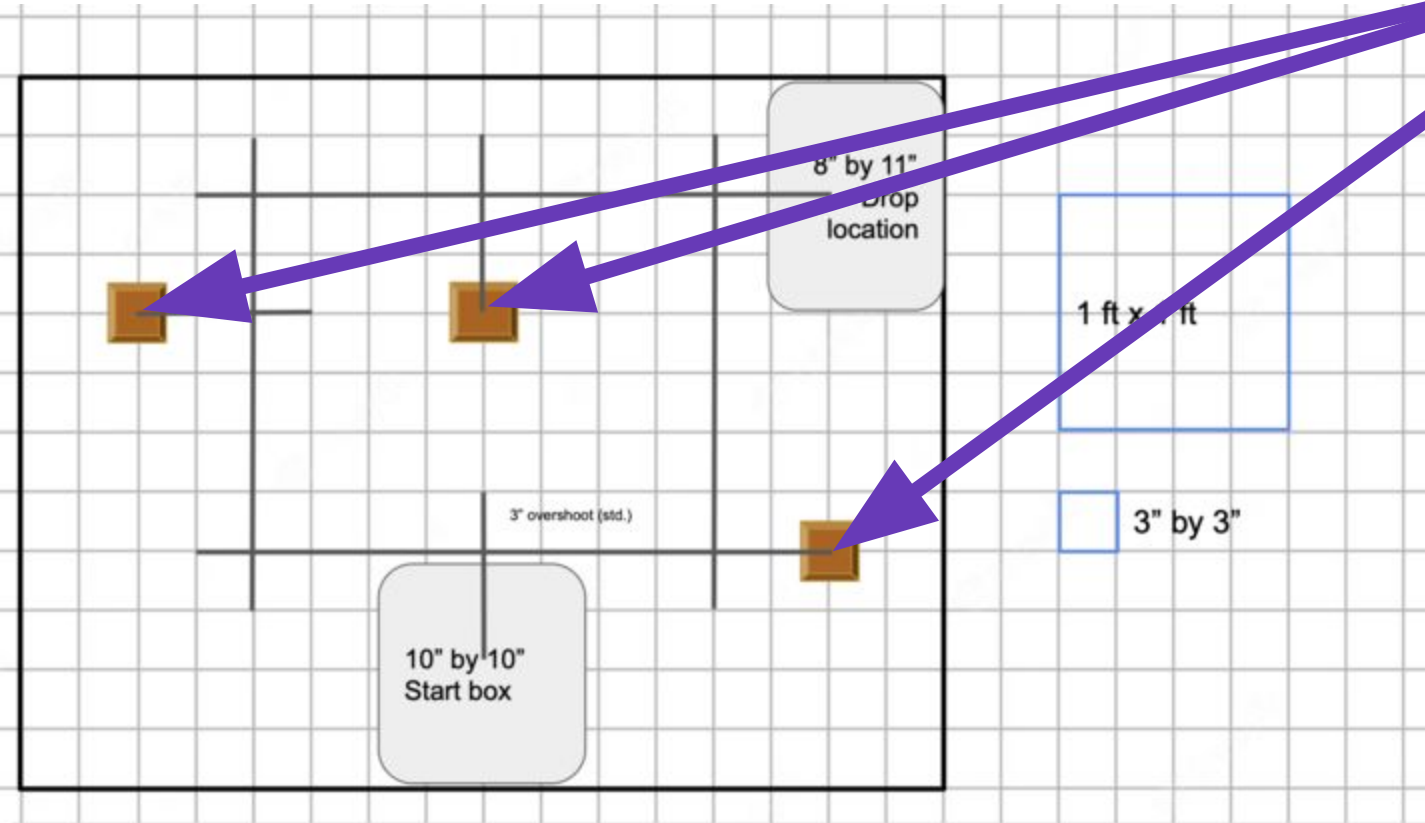 8” by 11”
Drop
location
1 ft x 1 ft
3” overshoot (std.)
3” by 3”
10” by 10”
Start box